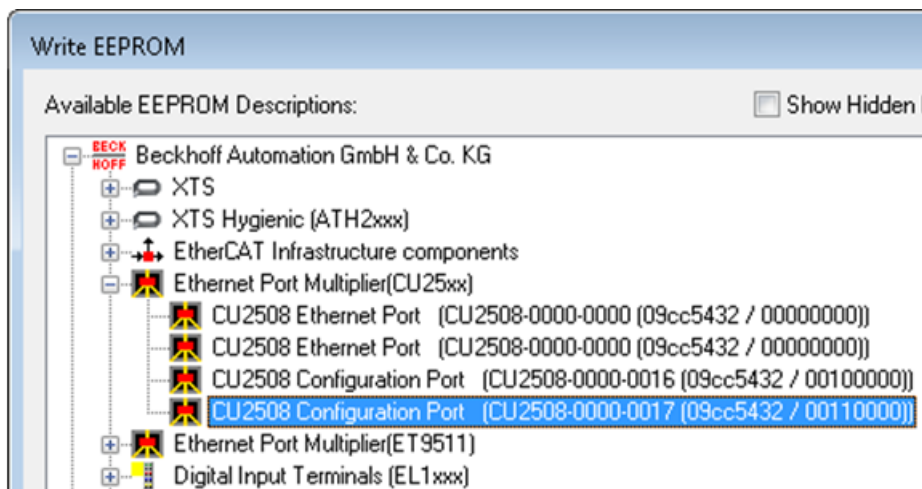 Write EEPROM
Available EEPROM Descriptions:
Show Hidden
BECK
HOFF
Beckhoff Automation GmbH & Co. KG
XTS
XTS Hygienic (ATH2xxx)
EtherCAT Infrastructure components
Ethernet Port Multiplier(CU25xx)
CU2508 Ethernet Port (CU2508-0000-0000 (09cc5432 / 00000000))
CU2508 Ethernet Port (CU2508-0000-0000 (09cc5432 / 00000000))
CU2508 Configuration Port (CU2508-0000-0016 (09cc5432 / 00100000))
CU2508 Configuration Port (CU2508-0000-0017 (09cc5432 / 00110000))
Ethernet Port Multiplier(ET9511)
Digital Input Terminals (EL1xxx)